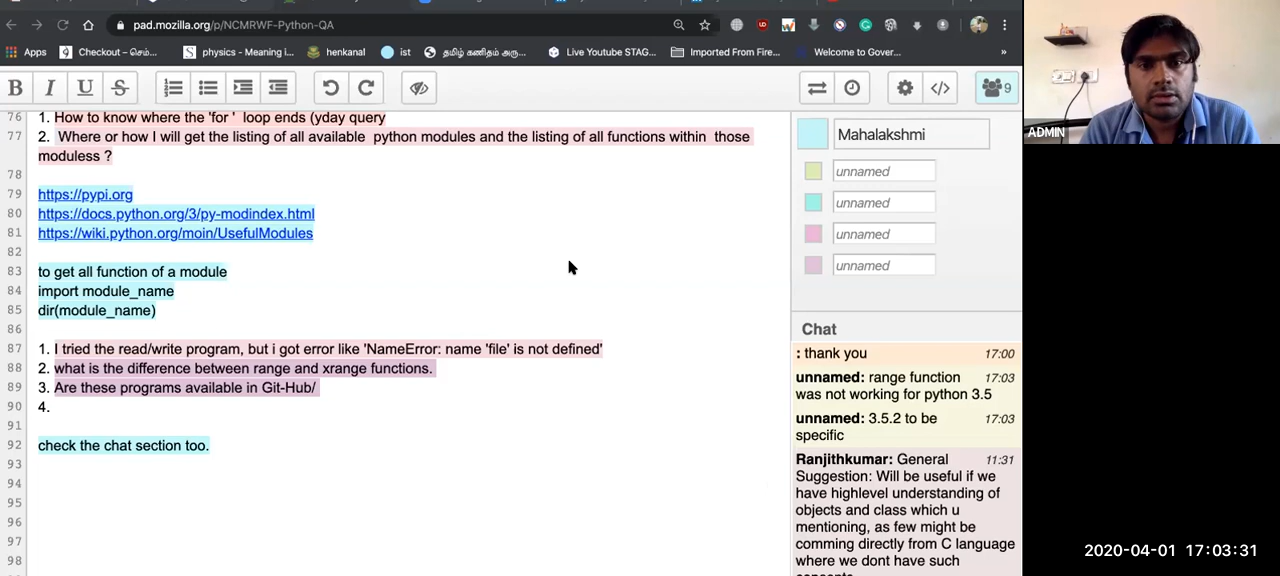 pad.mozilla.org/p/NCMRWF-Python-QA
Apps
Checkout – செம்...
physics - Meaning i...
henkanal
ist
தமிழ் கணிதம் அரு...
Live Youtube STAG...
Imported From Fire...
Welcome to Gover...
»
B I U S
9
76 1. How to know where the 'for ' loop ends (yday query
77 2. Where or how I will get the listing of all available python modules and the listing of all functions within those
moduless ?
78
79 https://pypi.org
80 https://docs.python.org/3/py-modindex.html
81 https://wiki.python.org/moin/UsefulModules
82
83 to get all function of a module
84 import module_name
85 dir(module_name)
86
87 1. I tried the read/write program, but i got error like 'NameError: name 'file' is not defined'
88 2. what is the difference between range and xrange functions.
89 3. Are these programs available in Git-Hub/
90 4.
91
92 check the chat section too.
93
94
95
96
97
98
Mahalakshmi
unnamed
unnamed
unnamed
unnamed
Chat
: thank you 17:00
unnamed: range function 17:03
was not working for python 3.5
unnamed: 3.5.2 to be 17:03
specific
Ranjithkumar: General 11:31
Suggestion: Will be useful if we
have highlevel understanding of
objects and class which u
mentioning, as few might be
comming directly from C language
where we dont have such
ADMIN
2020-04-01 17:03:31